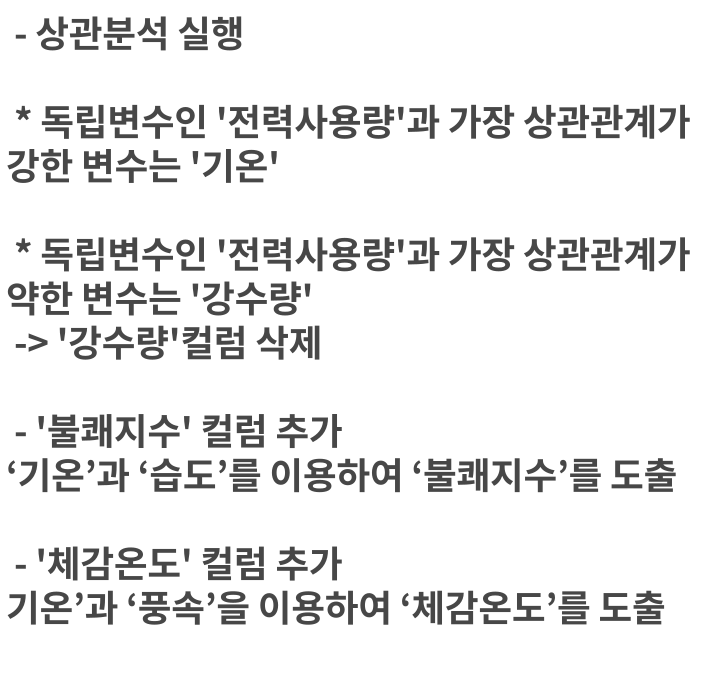 - 상관분석 실행
* 독립변수인 '전력사용량'과 가장 상관관계가
강한 변수는 '기온'
* 독립변수인 '전력사용량'과 가장 상관관계가
약한 변수는 '강수량'
-> '강수량'컬럼 삭제
- '불쾌지수' 컬럼 추가
‘기온’과 ‘습도’를 이용하여 ‘불쾌지수’를 도출
- '체감온도' 컬럼 추가
기온’과 ‘풍속’을 이용하여 ‘체감온도’를 도출